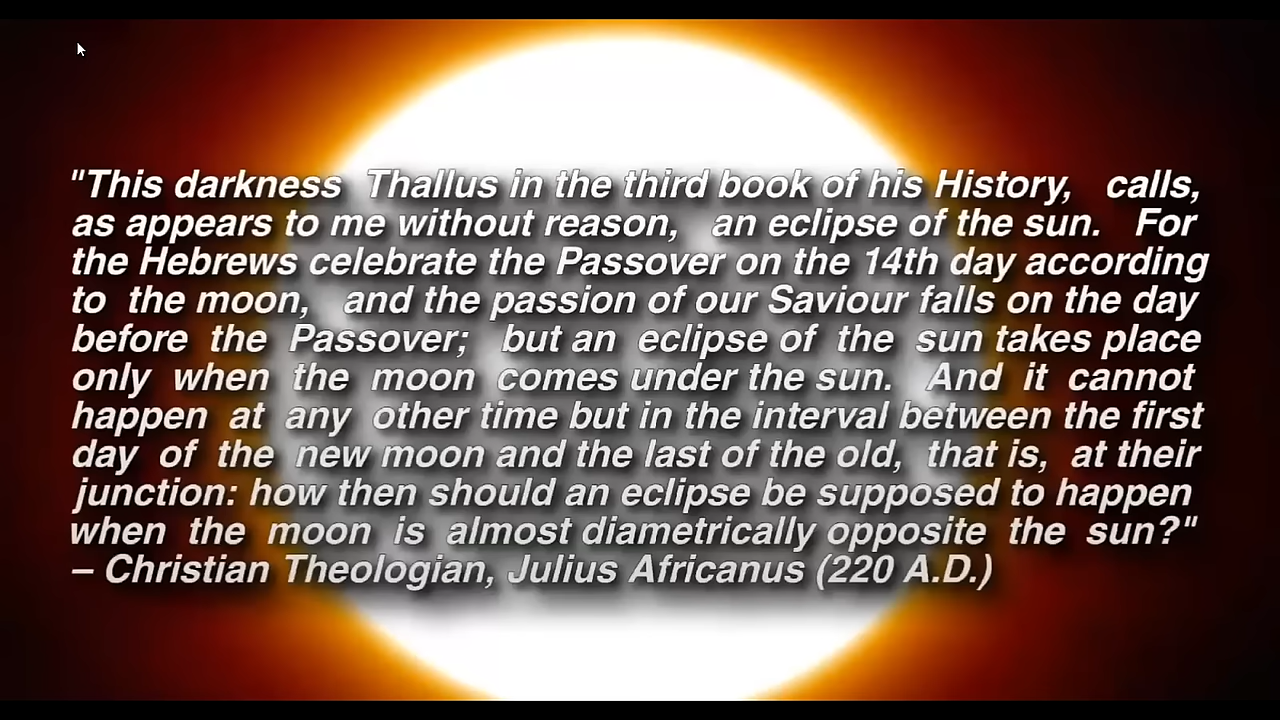 "This darkness Thallus in the third book of his History, calls,
as appears to me without reason, an eclipse of the sun. For
the Hebrews celebrate the Passover on the 14th day according
to the moon, and the passion of our Saviour falls on the day
before the Passover; but an eclipse of the sun takes place
only when the moon comes under the sun. And it cannot
happen at any other time but in the interval between the first
day of the new moon and the last of the old, that is, at their
junction: how then should an eclipse be supposed to happen
when the moon is almost diametrically opposite the sun?"
– Christian Theologian, Julius Africanus (220 A.D.)